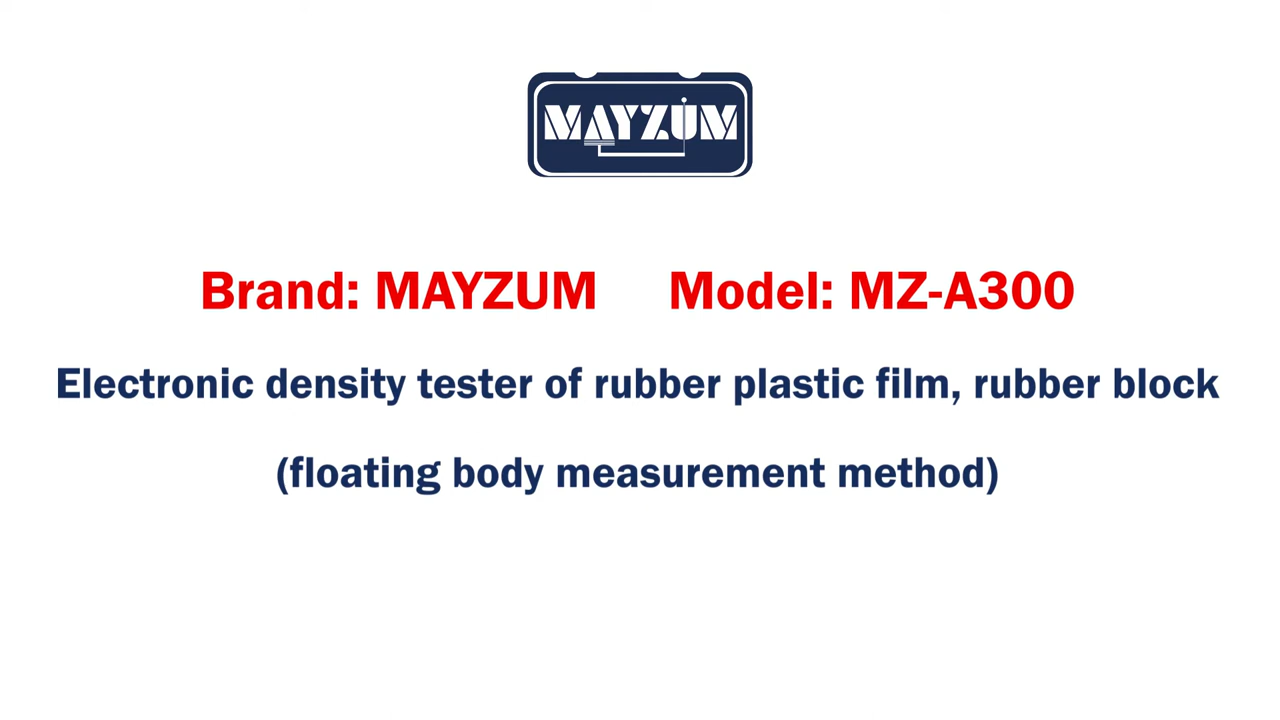 MAYZUM
Brand: MAYZUM Model: MZ-A300
Electronic density tester of rubber plastic film, rubber block
(floating body measurement method)